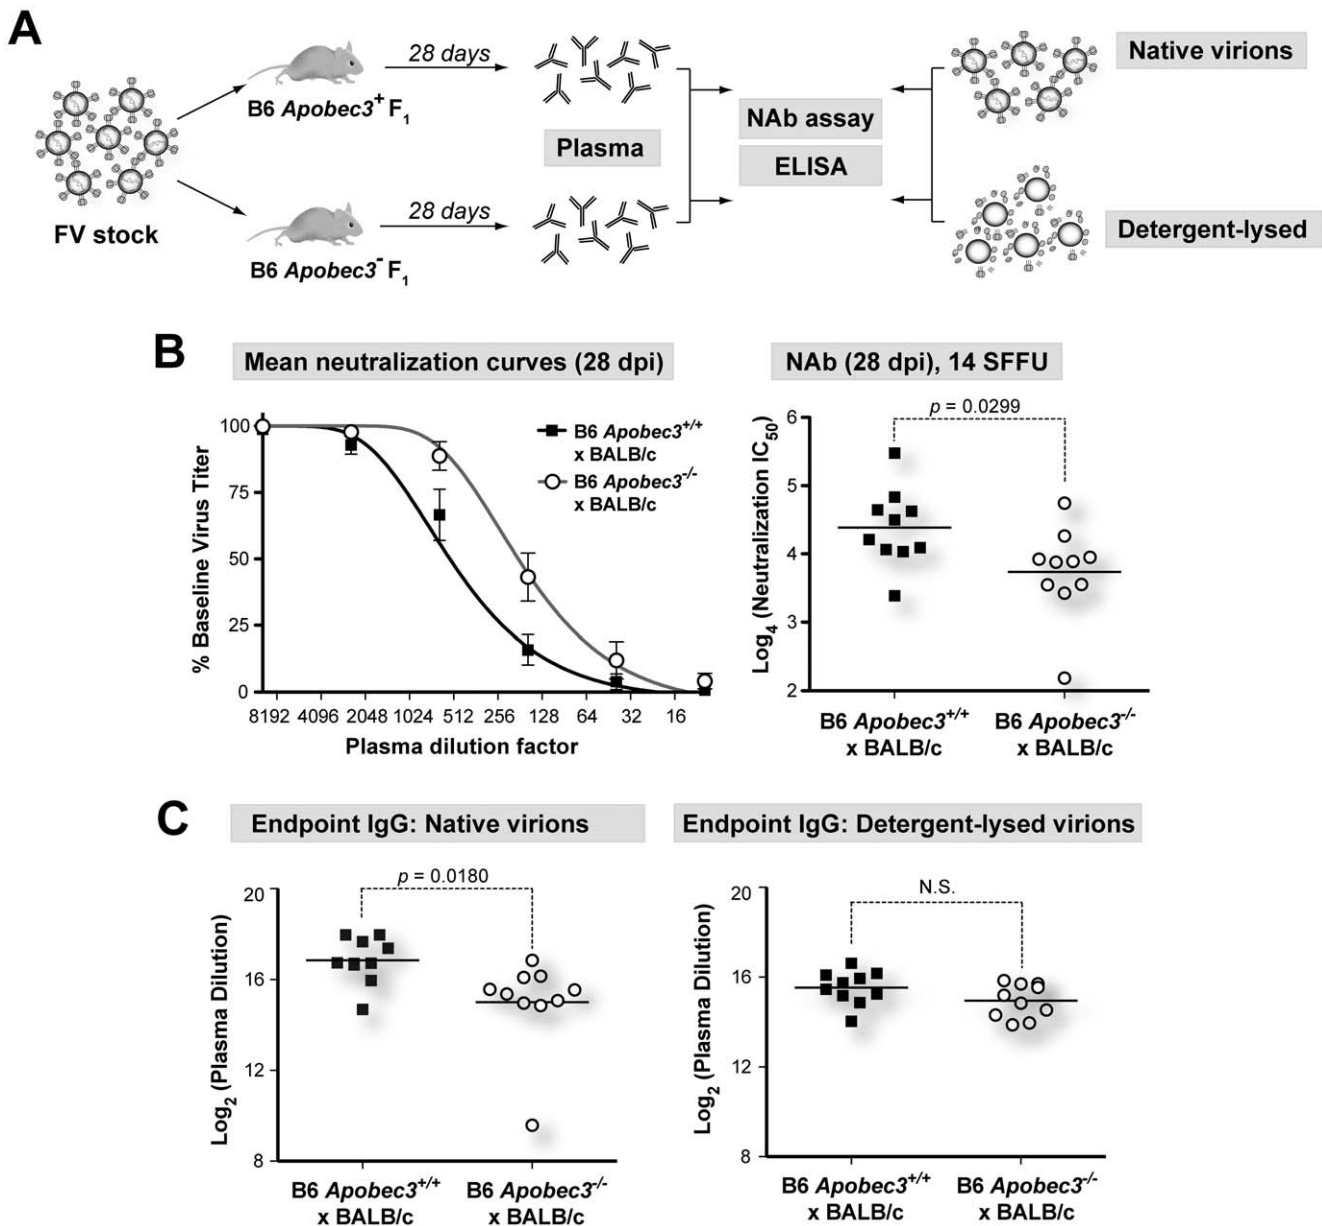 A
FV stock
B6 Apobec3⁺ F₁
28 days
B6 Apobec3⁻ F₁
28 days
Plasma
NAb assay
ELISA
Native virions
Detergent-lysed
B
Mean neutralization curves (28 dpi)
% Baseline Virus Titer
100
75
50
25
0
8192 4096 2048 1024 512 256 128 64 32 16
Plasma dilution factor
B6 Apobec3⁺/⁺
x BALB/c
B6 Apobec3⁻/⁻
x BALB/c
NAb (28 dpi), 14 SFFU
p = 0.0299
Log₄ (Neutralization IC₅₀)
6
5
4
3
2
B6 Apobec3⁺/⁺
x BALB/c
B6 Apobec3⁻/⁻
x BALB/c
C
Endpoint IgG: Native virions
p = 0.0180
Log₂ (Plasma Dilution)
20
16
12
8
B6 Apobec3⁺/⁺
x BALB/c
B6 Apobec3⁻/⁻
x BALB/c
Endpoint IgG: Detergent-lysed virions
N.S.
Log₂ (Plasma Dilution)
20
16
12
8
B6 Apobec3⁺/⁺
x BALB/c
B6 Apobec3⁻/⁻
x BALB/c